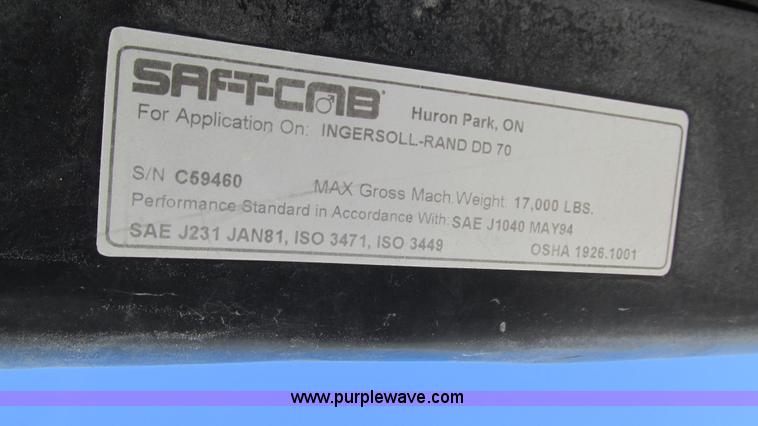 SAF-T-CAB®
Huron Park, ON
For Application On: INGERSOLL-RAND DD 70
S/N C59460 MAX Gross Mach. Weight: 17,000 LBS.
Performance Standard in Accordance With: SAE J1040 MAY94
SAE J231 JAN81, ISO 3471, ISO 3449 OSHA 1926.1001
www.purplewave.com